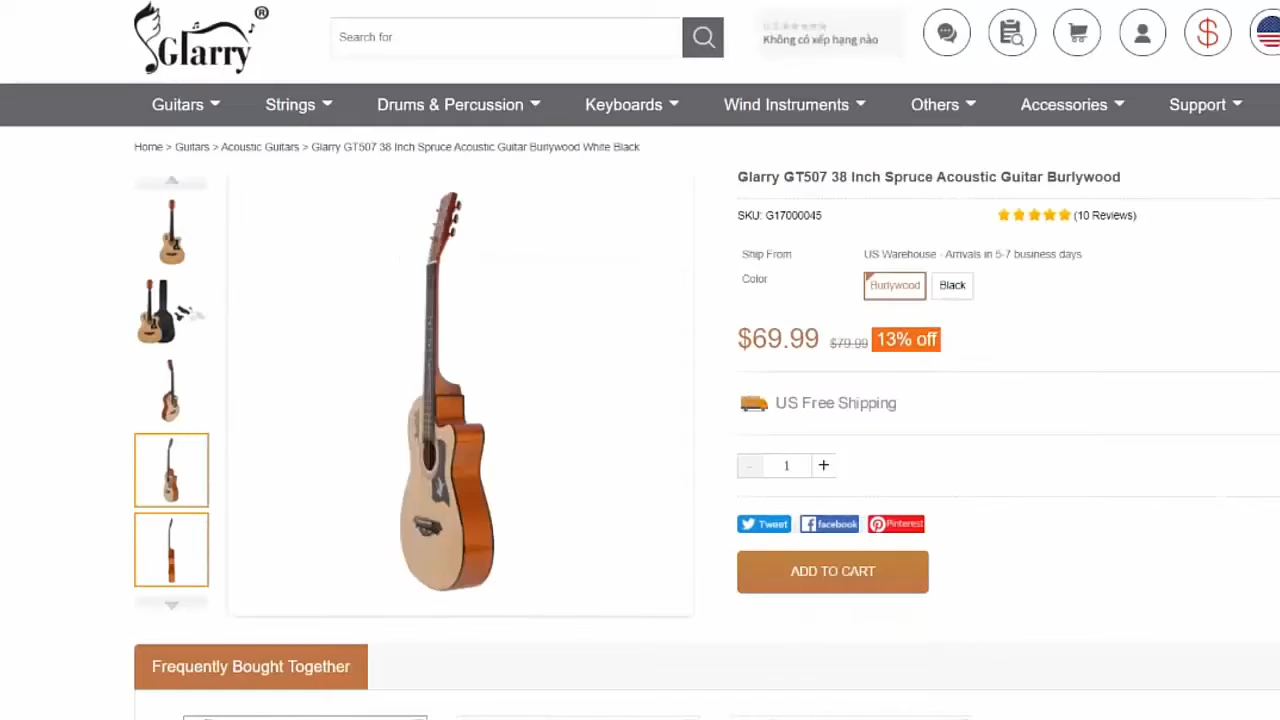 Glarry®
Search for
Không có xếp hạng nào
Guitars
Strings
Drums & Percussion
Keyboards
Wind Instruments
Others
Accessories
Support
Home > Guitars > Acoustic Guitars > Glarry GT507 38 Inch Spruce Acoustic Guitar Burlywood White Black
Glarry GT507 38 Inch Spruce Acoustic Guitar Burlywood
SKU: G17000045
(10 Reviews)
Ship From
US Warehouse - Arrivals in 5-7 business days
Color
Burlywood
Black
$69.99 $79.99 13% off
US Free Shipping
- 1 +
Tweet
facebook
Pinterest
ADD TO CART
Frequently Bought Together